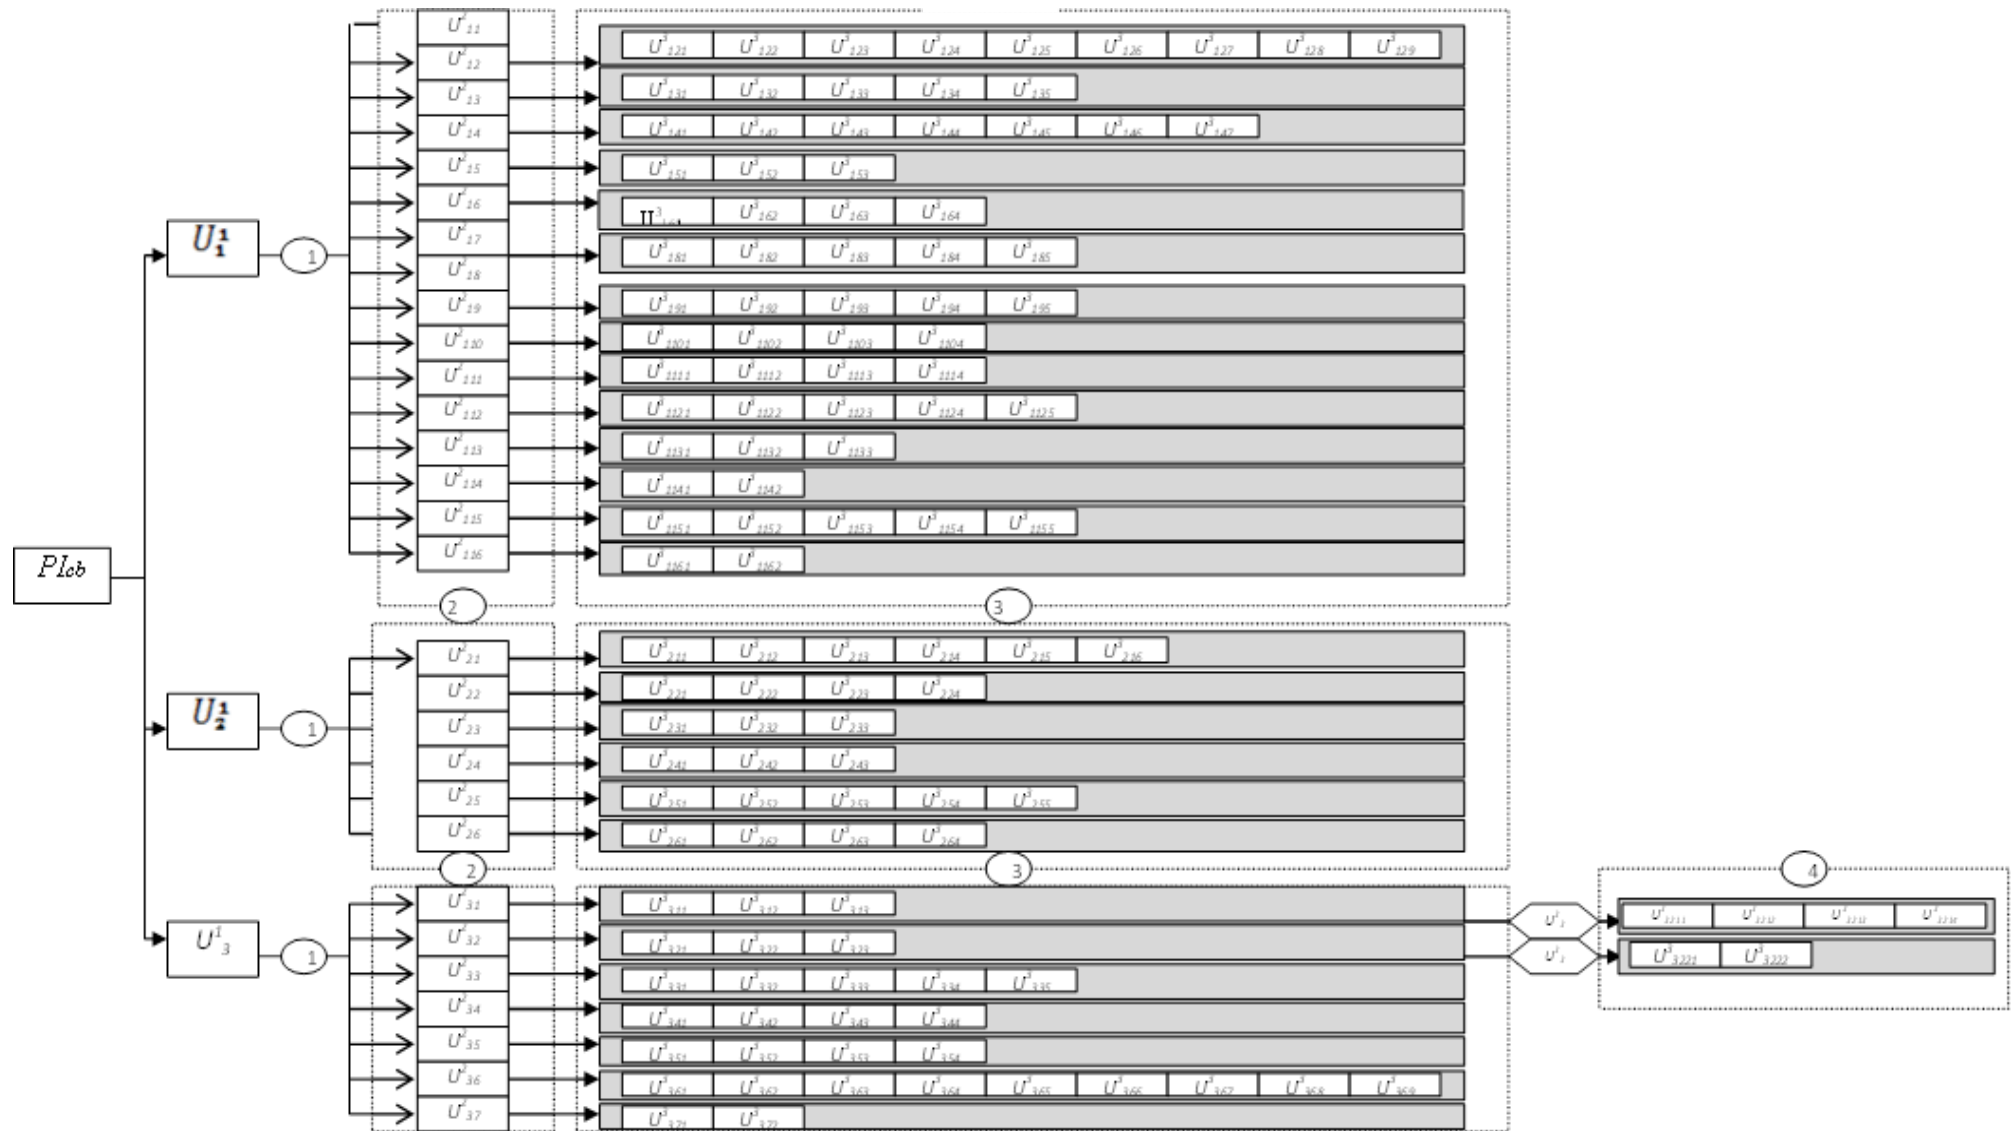 U²₁₁
U³₁₂₁ U³₁₂₂ U³₁₂₃ U³₁₂₄ U³₁₂₅ U³₁₂₆ U³₁₂₇ U³₁₂₈ U³₁₂₉
U²₁₂
U³₁₃₁ U³₁₃₂ U³₁₃₃ U³₁₃₄ U³₁₃₅
U²₁₃
U³₁₄₁ U³₁₄₂ U³₁₄₃ U³₁₄₄ U³₁₄₅ U³₁₄₆ U³₁₄₇
U²₁₄
U³₁₅₁ U³₁₅₂ U³₁₅₃
U²₁₅
U³₁₆₂ U³₁₆₃ U³₁₆₄
U²₁₆
U¹₁ 1
U²₁₇
U³₁₈₁ U³₁₈₂ U³₁₈₃ U³₁₈₄ U³₁₈₅
U²₁₈
U²₁₉
U³₁₉₁ U³₁₉₂ U³₁₉₃ U³₁₉₄ U³₁₉₅
U²₁₁₀
U³₁₁₀₁ U³₁₁₀₂ U³₁₁₀₃ U³₁₁₀₄
U²₁₁₁
U³₁₁₁₁ U³₁₁₁₂ U³₁₁₁₃ U³₁₁₁₄
U²₁₁₂
U³₁₁₂₁ U³₁₁₂₂ U³₁₁₂₃ U³₁₁₂₄ U³₁₁₂₅
U²₁₁₃
U³₁₁₃₁ U³₁₁₃₂ U³₁₁₃₃
U²₁₁₄
U³₁₁₄₁ U³₁₁₄₂
U²₁₁₅
U³₁₁₅₁ U³₁₁₅₂ U³₁₁₅₃ U³₁₁₅₄ U³₁₁₅₅
U²₁₁₆
U³₁₁₆₁ U³₁₁₆₂
PIcb
2 3
U²₂₁
U³₂₁₁ U³₂₁₂ U³₂₁₃ U³₂₁₄ U³₂₁₅ U³₂₁₆
U²₂₂
U³₂₂₁ U³₂₂₂ U³₂₂₃ U³₂₂₄
U¹₂ 1
U²₂₃
U³₂₃₁ U³₂₃₂ U³₂₃₃
U²₂₄
U³₂₄₁ U³₂₄₂ U³₂₄₃
U²₂₅
U³₂₅₁ U³₂₅₂ U³₂₅₃ U³₂₅₄ U³₂₅₅
U²₂₆
U³₂₆₁ U³₂₆₂ U³₂₆₃ U³₂₆₄
2 3 4
U²₃₁
U³₃₁₁ U³₃₁₂ U³₃₁₃
U²₃₂
U³₃₂₁ U³₃₂₂ U³₃₂₃
U³₃₂₂₁ U³₃₂₂₂
U¹₃ 1
U²₃₃
U³₃₃₁ U³₃₃₂ U³₃₃₃ U³₃₃₄ U³₃₃₅
U²₃₄
U³₃₄₁ U³₃₄₂ U³₃₄₃ U³₃₄₄
U²₃₅
U³₃₅₁ U³₃₅₂ U³₃₅₃ U³₃₅₄
U²₃₆
U³₃₆₁ U³₃₆₂ U³₃₆₃ U³₃₆₄ U³₃₆₅ U³₃₆₆ U³₃₆₇ U³₃₆₈ U³₃₆₉
U²₃₇
U³₃₇₁ U³₃₇₂